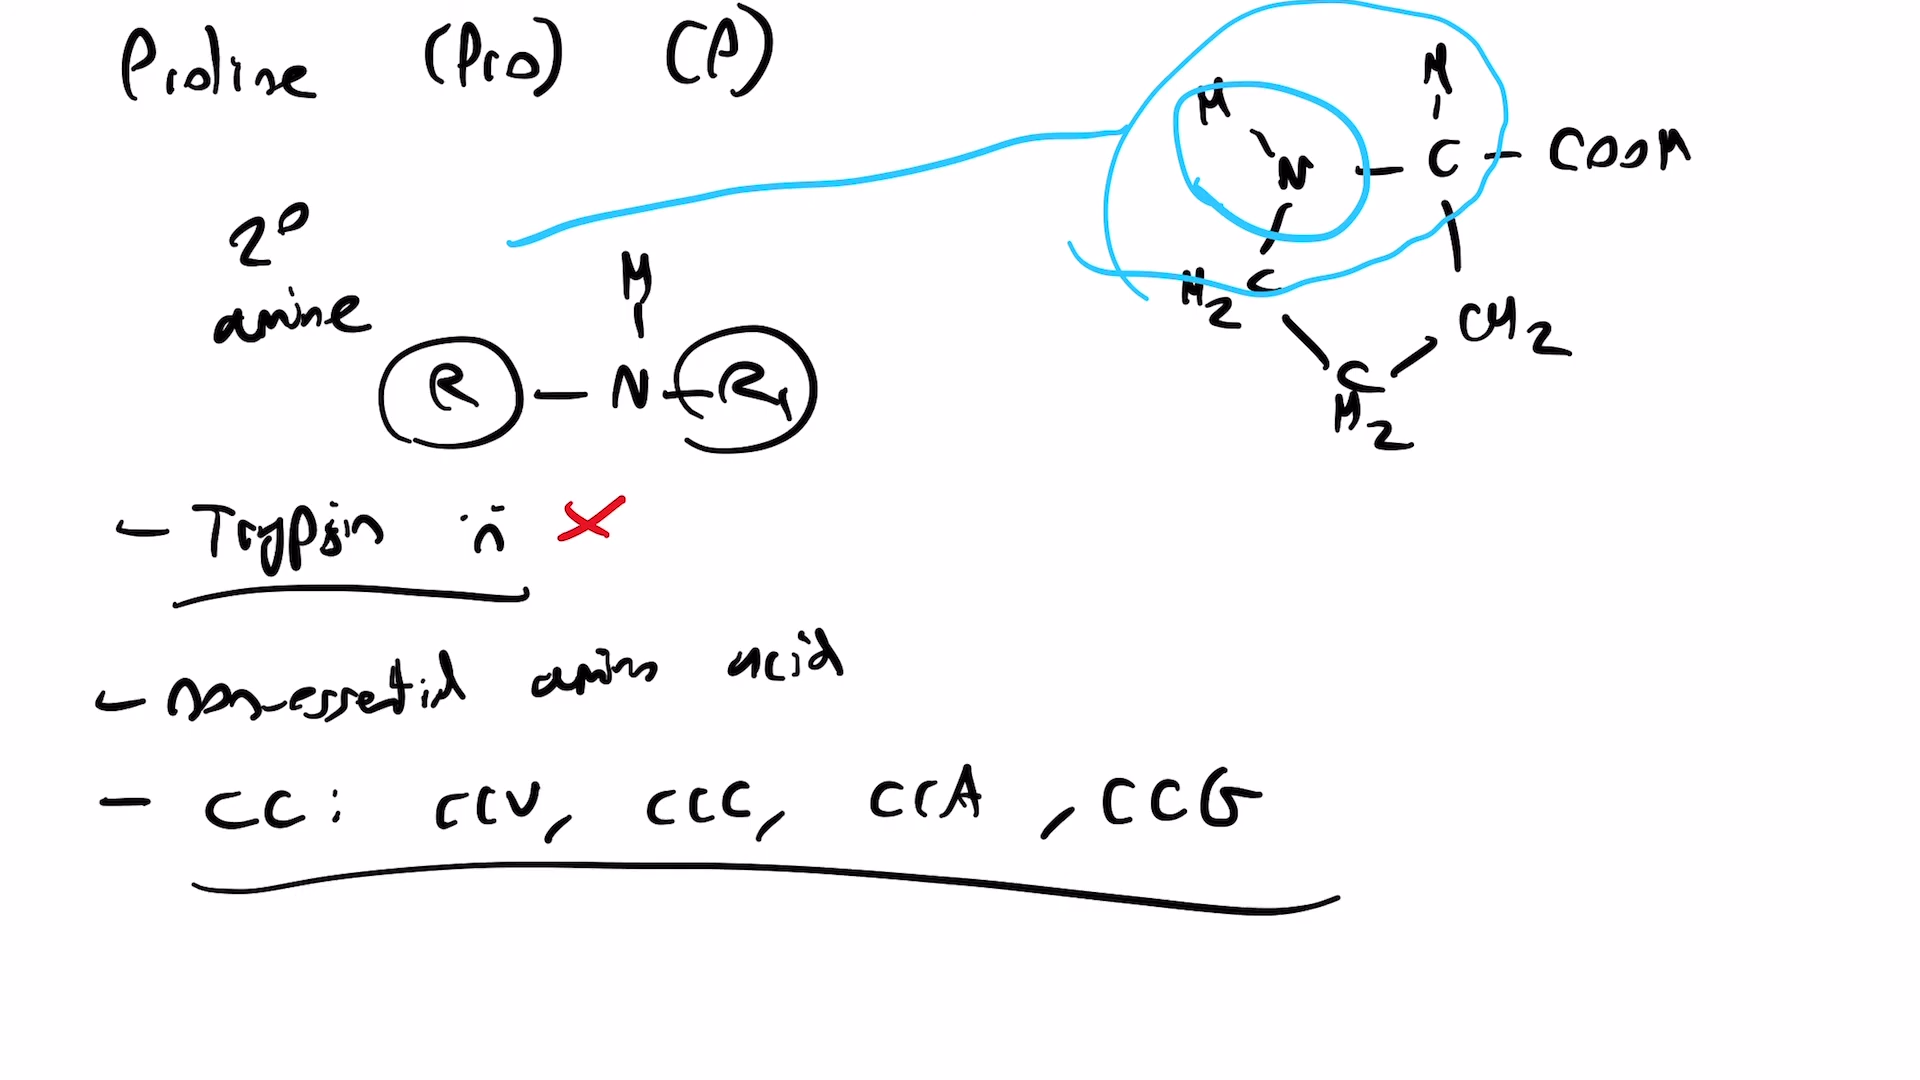 Proline (Pro) (P)
H
H
N - C - COOH
2° amine
H2 C
CH2
C H2
H
R - N - R1
- Trypsin
- non-essential amino acid
- CC: CCU, CCC, CCA, CCG